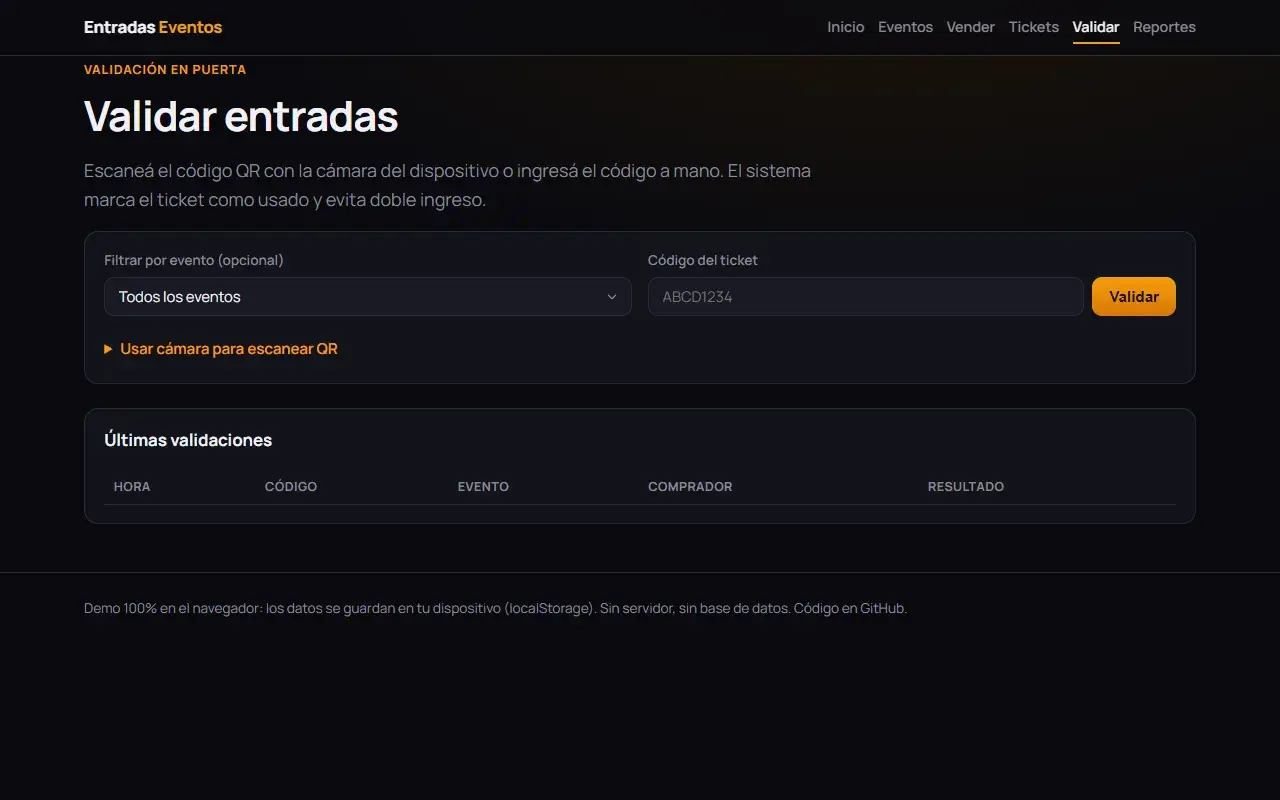 Entradas Eventos
Inicio Eventos Vender Tickets Validar Reportes
VALIDACIÓN EN PUERTA
Validar entradas
Escaneá el código QR con la cámara del dispositivo o ingresá el código a mano. El sistema
marca el ticket como usado y evita doble ingreso.
Filtrar por evento (opcional) Código del ticket
Todos los eventos ABCD1234 Validar
Usar cámara para escanear QR
Últimas validaciones
HORA CÓDIGO EVENTO COMPRADOR RESULTADO
Demo 100% en el navegador: los datos se guardan en tu dispositivo (localStorage). Sin servidor, sin base de datos. Código en GitHub.